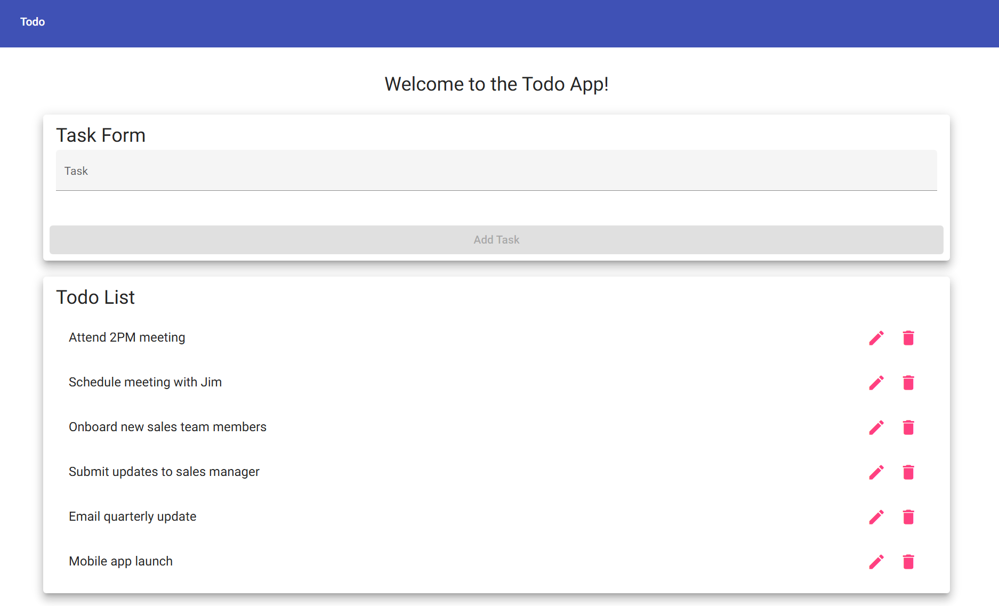 Todo
Welcome to the Todo App!
Task Form
Task
Add Task
Todo List
Attend 2PM meeting
Schedule meeting with Jim
Onboard new sales team members
Submit updates to sales manager
Email quarterly update
Mobile app launch